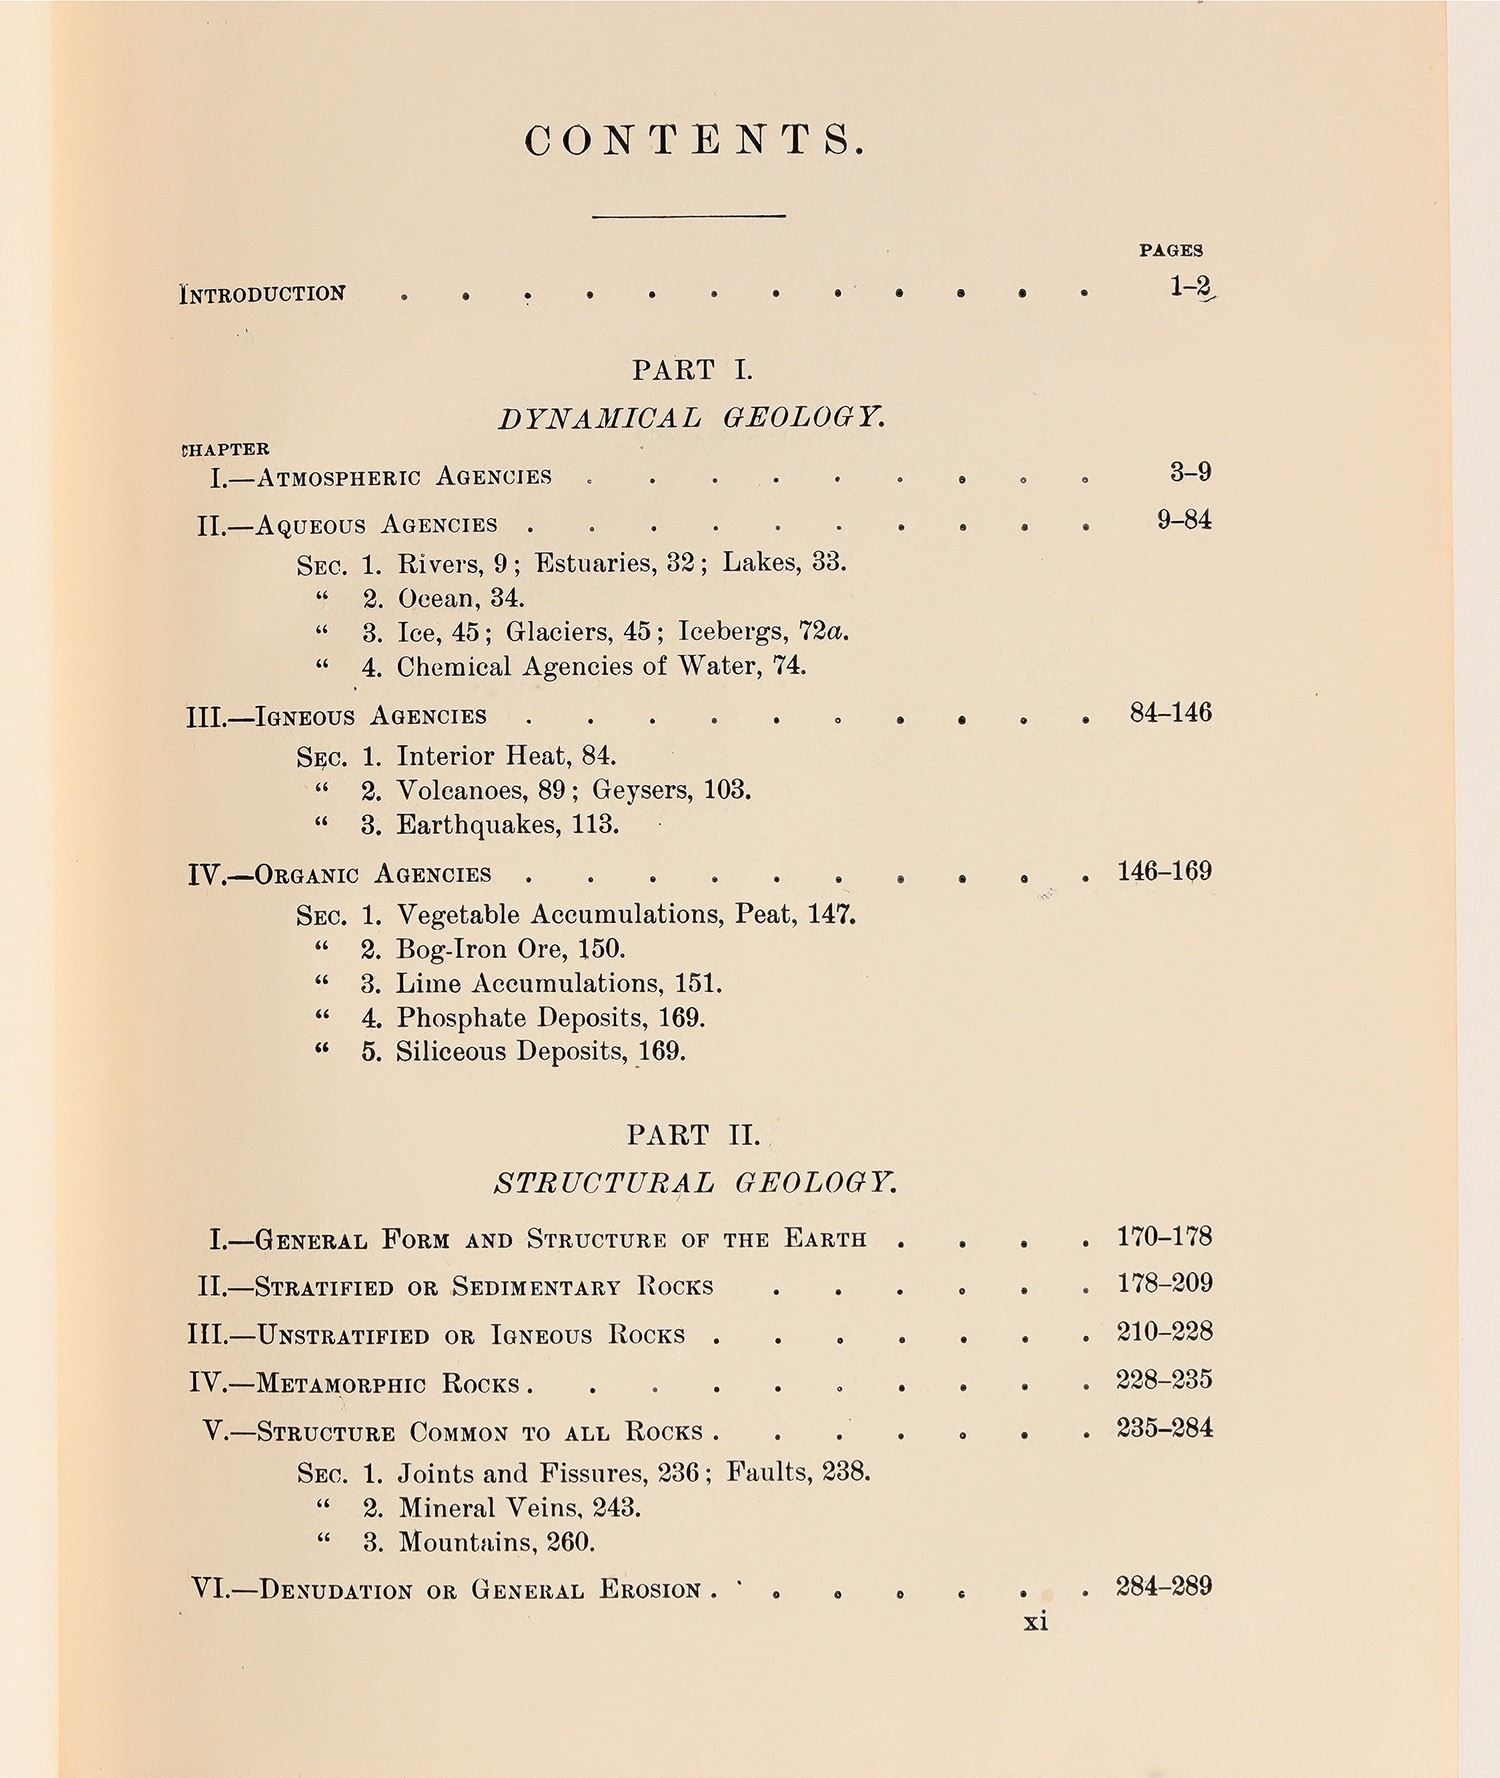 CONTENTS.
PAGES
INTRODUCTION . . . . . . . . . . . . 1–2
PART I.
DYNAMICAL GEOLOGY.
CHAPTER
I.—ATMOSPHERIC AGENCIES . . . . . . . . . 3–9
II.—AQUEOUS AGENCIES . . . . . . . . . . 9–84
SEC. 1. Rivers, 9; Estuaries, 32; Lakes, 33.
“ 2. Ocean, 34.
“ 3. Ice, 45; Glaciers, 45; Icebergs, 72a.
“ 4. Chemical Agencies of Water, 74.
III.—IGNEOUS AGENCIES . . . . . . . . . . 84–146
SEC. 1. Interior Heat, 84.
“ 2. Volcanoes, 89; Geysers, 103.
“ 3. Earthquakes, 113.
IV.—ORGANIC AGENCIES . . . . . . . . . . 146–169
SEC. 1. Vegetable Accumulations, Peat, 147.
“ 2. Bog-Iron Ore, 150.
“ 3. Lime Accumulations, 151.
“ 4. Phosphate Deposits, 169.
“ 5. Siliceous Deposits, 169.
PART II.
STRUCTURAL GEOLOGY.
I.—GENERAL FORM AND STRUCTURE OF THE EARTH . . . . 170–178
II.—STRATIFIED OR SEDIMENTARY ROCKS . . . . . . 178–209
III.—UNSTRATIFIED OR IGNEOUS ROCKS . . . . . . . 210–228
IV.—METAMORPHIC ROCKS . . . . . . . . . . 228–235
V.—STRUCTURE COMMON TO ALL ROCKS . . . . . . . 235–284
SEC. 1. Joints and Fissures, 236; Faults, 238.
“ 2. Mineral Veins, 243.
“ 3. Mountains, 260.
VI.—DENUDATION OR GENERAL EROSION . . . . . . . 284–289
xi